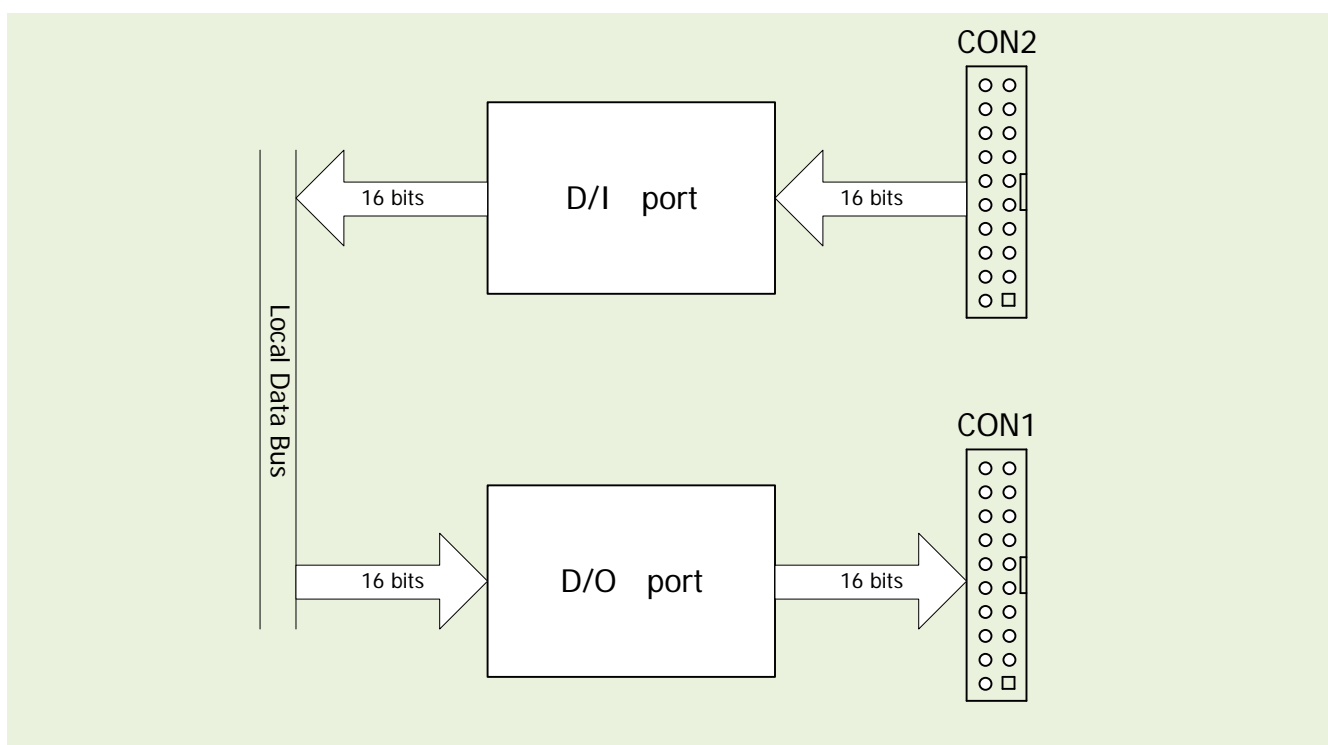 CON2
16 bits
D/I port
16 bits
Local Data Bus
CON1
16 bits
D/O port
16 bits